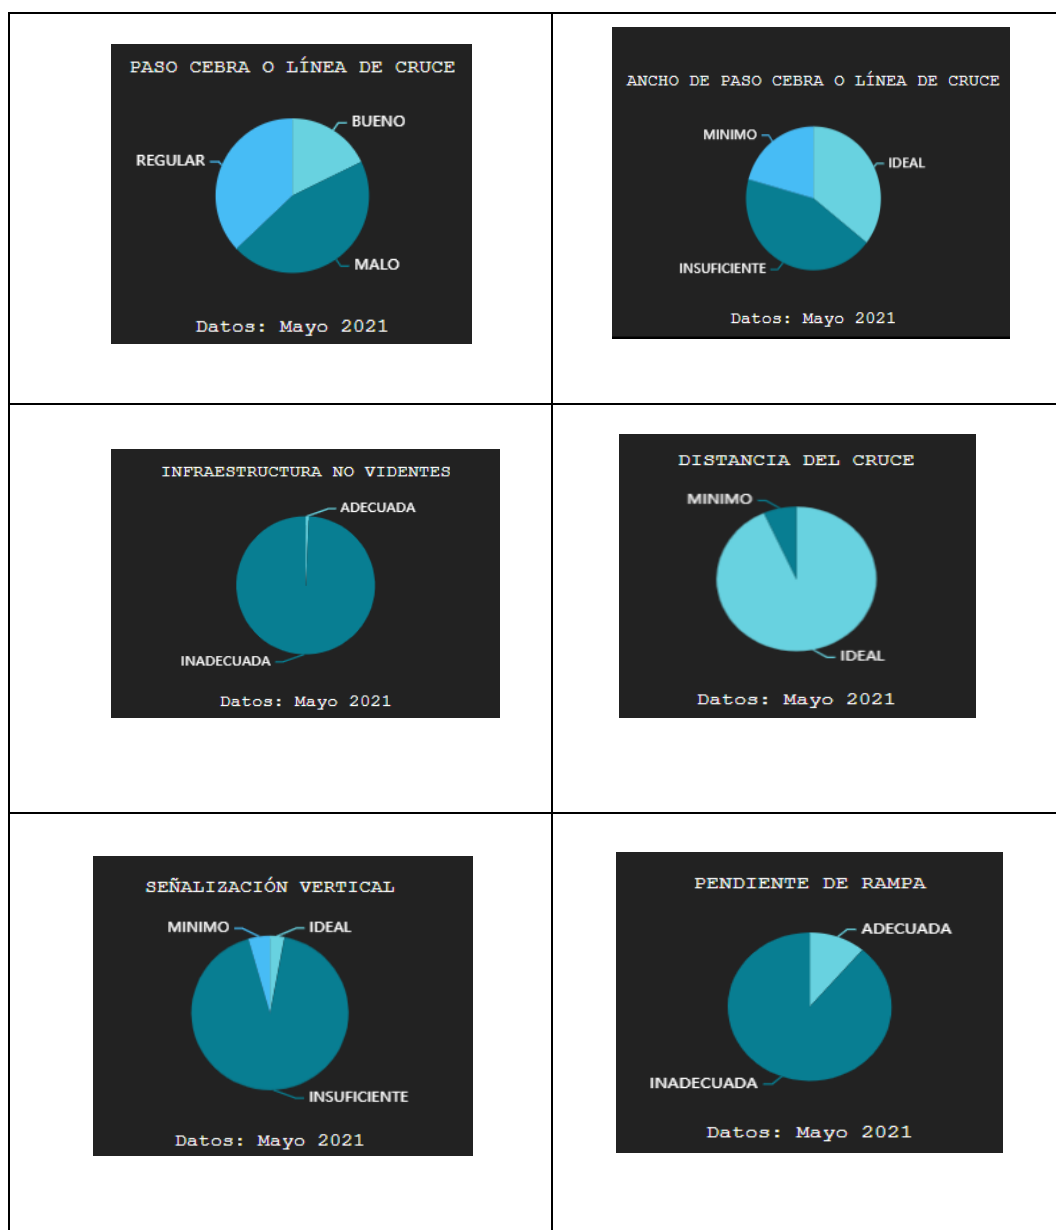 PASO CEBRA O LÍNEA DE CRUCE
BUENO
REGULAR
MALO
Datos: Mayo 2021
ANCHO DE PASO CEBRA O LÍNEA DE CRUCE
MINIMO
IDEAL
INSUFICIENTE
Datos: Mayo 2021
INFRAESTRUCTURA NO VIDENTES
ADECUADA
INADECUADA
Datos: Mayo 2021
DISTANCIA DEL CRUCE
MINIMO
IDEAL
Datos: Mayo 2021
SEÑALIZACIÓN VERTICAL
MINIMO
IDEAL
INSUFICIENTE
Datos: Mayo 2021
PENDIENTE DE RAMPA
ADECUADA
INADECUADA
Datos: Mayo 2021